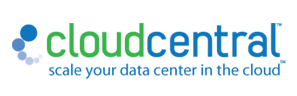 cloudcentral™
scale your data center in the cloud™